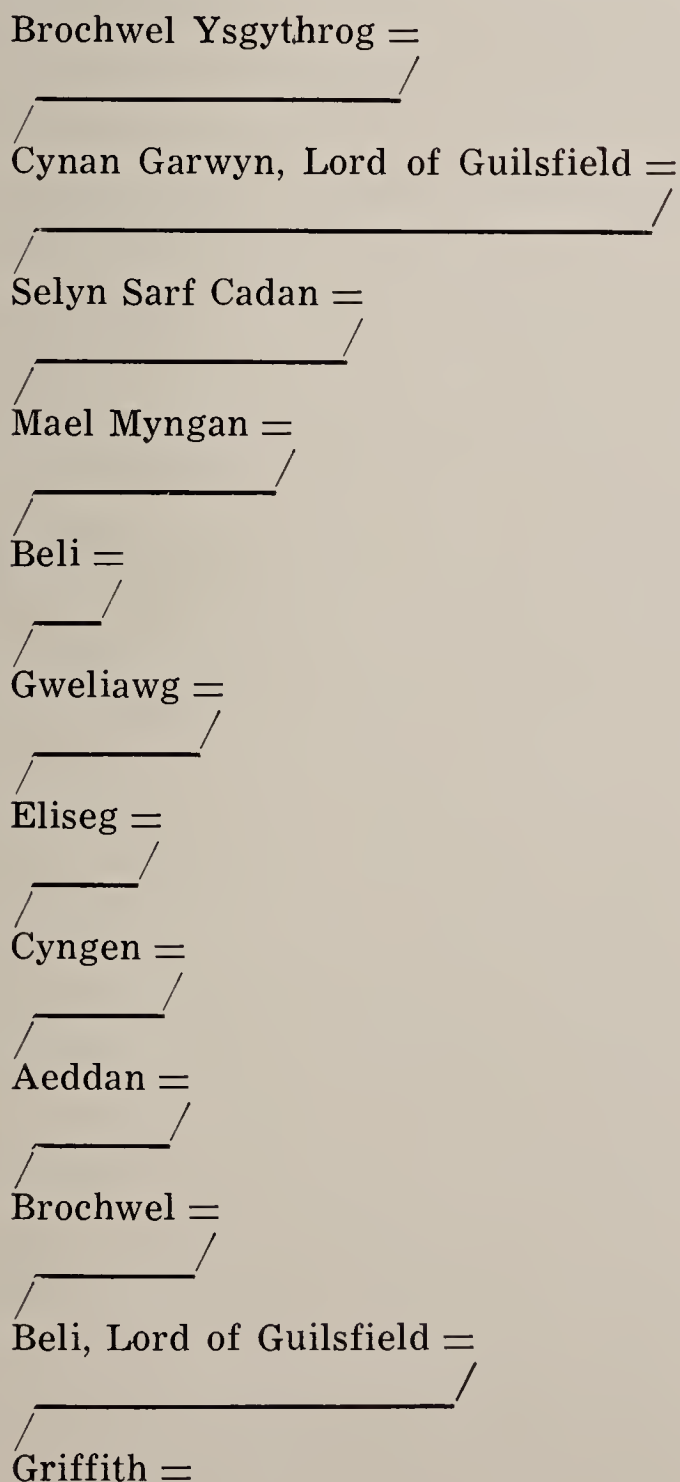 Brochwel Ysgythrog =
Cynan Garwyn, Lord of Guilsfield =
Selyn Sarf Cadan =
Mael Myngan =
Beli =
Gweliawg =
Eliseg =
Cyngen =
Aeddan =
Brochwel =
Beli, Lord of Guilsfield =
Griffith =